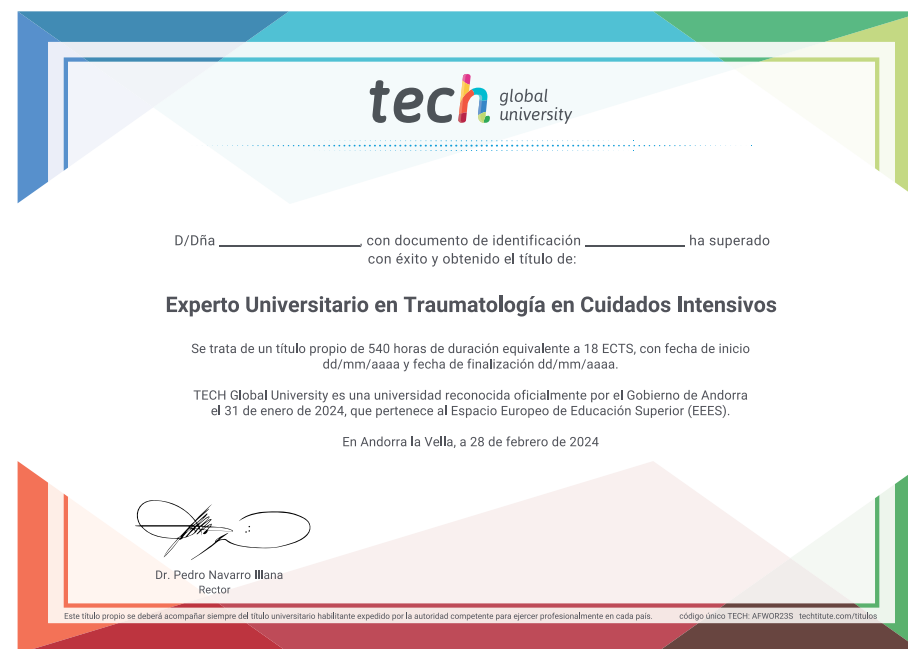 tech global university
D/Dña ____________________, con documento de identificación ______________ ha superado
con éxito y obtenido el título de:
Experto Universitario en Traumatología en Cuidados Intensivos
Se trata de un título propio de 540 horas de duración equivalente a 18 ECTS, con fecha de inicio
dd/mm/aaaa y fecha de finalización dd/mm/aaaa.
TECH Global University es una universidad reconocida oficialmente por el Gobierno de Andorra
el 31 de enero de 2024, que pertenece al Espacio Europeo de Educación Superior (EEES).
En Andorra la Vella, a 28 de febrero de 2024
Dr. Pedro Navarro Illana
Rector
Este título propio se deberá acompañar siempre del título universitario habilitante expedido por la autoridad competente para ejercer profesionalmente en cada país. código único TECH: AFWOR23S techtitute.com/titulos